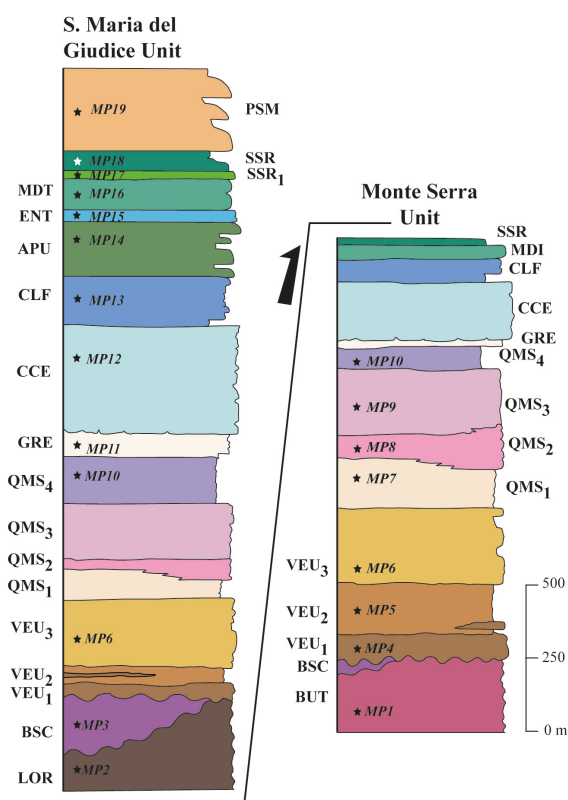 S. Maria del
Giudice Unit
MP19
PSM
MP18
SSR
MP17
SSR1
MDT
MP16
ENT
MP15
APU
MP14
CLF
MP13
CCE
MP12
GRE
MP11
QMS4
MP10
QMS3
QMS2
QMS1
VEU3
MP6
VEU2
VEU1
BSC
MP3
LOR
MP2
Monte Serra
Unit
SSR
MDI
CLF
CCE
GRE
QMS4
MP10
MP9
QMS3
MP8
QMS2
MP7
QMS1
VEU3
MP6
VEU2
MP5
500
VEU1
MP4
BSC
250
BUT
MP1
0 m